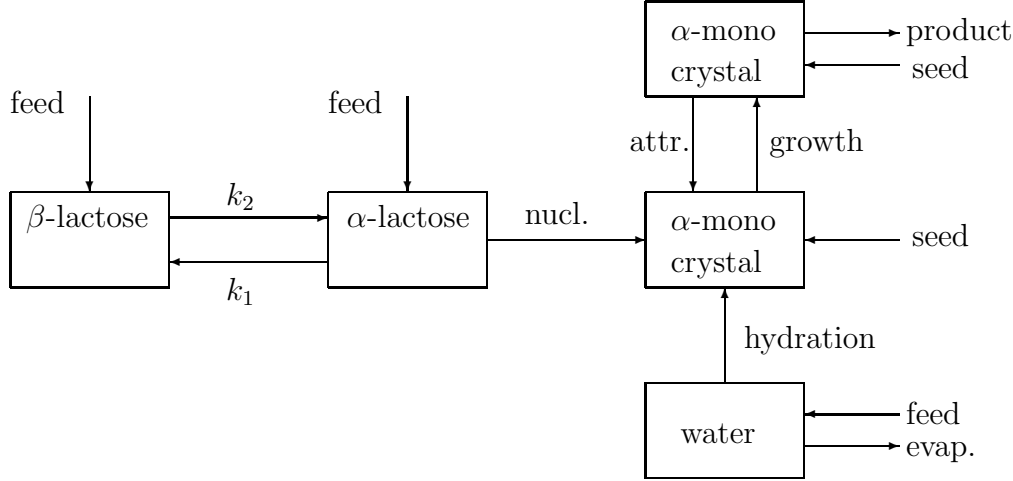 α-mono
crystal
product
seed
feed
feed
attr.
growth
β-lactose
k₂
k₁
α-lactose
nucl.
α-mono
crystal
seed
hydration
water
feed
evap.